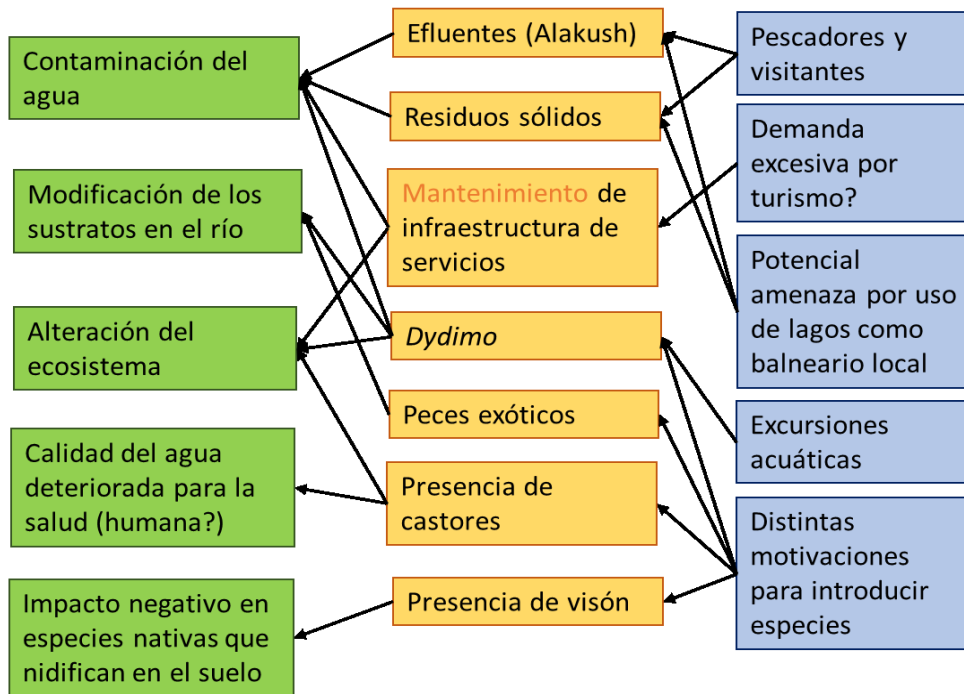 Contaminación del
agua
Modificación de los
sustratos en el río
Alteración del
ecosistema
Calidad del agua
deteriorada para la
salud (humana?)
Impacto negativo en
especies nativas que
nidifican en el suelo
Efluentes (Alakush)
Residuos sólidos
Mantenimiento de
infraestructura de
servicios
Dydimo
Peces exóticos
Presencia de
castores
Presencia de visón
Pescadores y
visitantes
Demanda
excesiva por
turismo?
Potencial
amenaza por uso
de lagos como
balneario local
Excursiones
acuáticas
Distintas
motivaciones
para introducir
especies